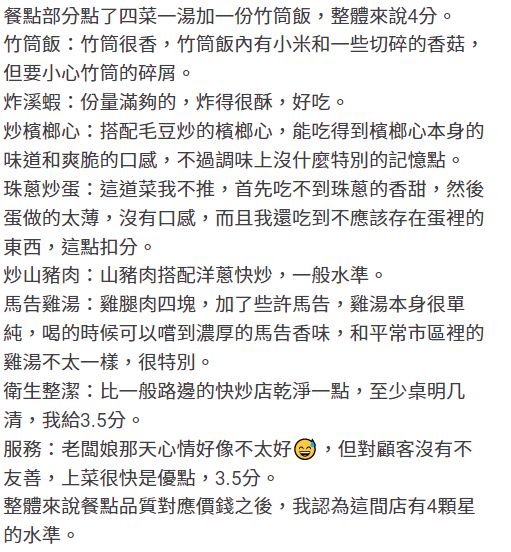 餐點部分點了四菜一湯加一份竹筒飯，整體來說4分。
竹筒飯：竹筒很香，竹筒飯內有小米和一些切碎的香菇，
但要小心竹筒的碎屑。
炸溪蝦：份量滿夠的，炸得很酥，好吃。
炒檳榔心：搭配毛豆炒的檳榔心，能吃得到檳榔心本身的
味道和爽脆的口感，不過調味上沒什麼特別的記憶點。
珠蔥炒蛋：這道菜我不推，首先吃不到珠蔥的香甜，然後
蛋做的太薄，沒有口感，而且我還吃到不應該存在蛋裡的
東西，這點扣分。
炒山豬肉：山豬肉搭配洋蔥快炒，一般水準。
馬告雞湯：雞腿肉四塊，加了些許馬告，雞湯本身很單
純，喝的時候可以嚐到濃厚的馬告香味，和平常市區裡的
雞湯不太一樣，很特別。
衛生整潔：比一般路邊的快炒店乾淨一點，至少桌明几
清，我給3.5分。
服務：老闆娘那天心情好像不太好😅，但對顧客沒有不
友善，上菜很快是優點，3.5分。
整體來說餐點品質對應價錢之後，我認為這間店有4顆星
的水準。